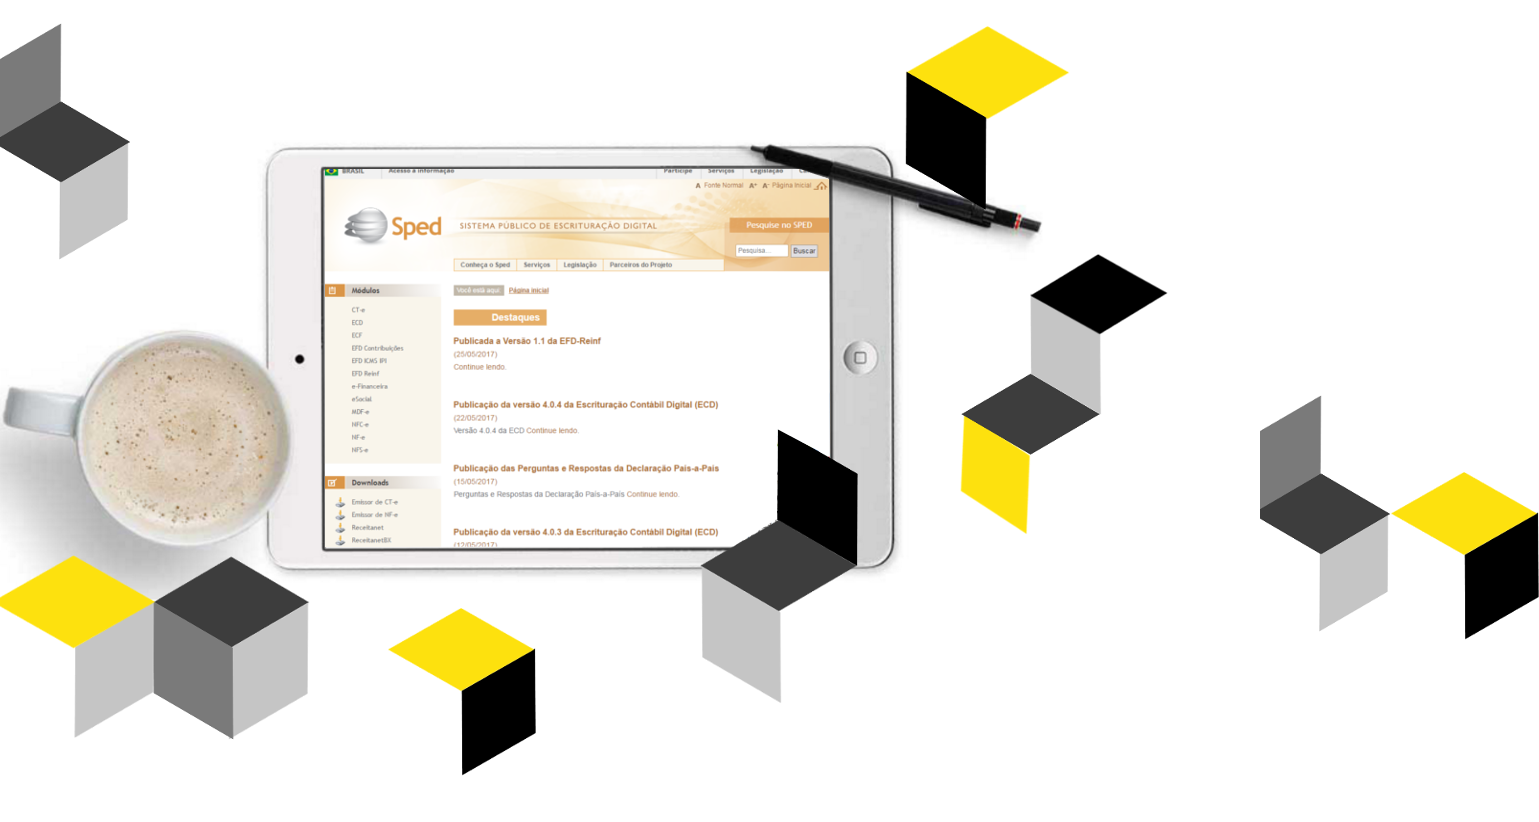 BRASIL Acesso à informação Participe Serviços Legislação
A Fonte Normal A+ A- Página Inicial
Sped
SISTEMA PÚBLICO DE ESCRITURAÇÃO DIGITAL
Pesquise no SPED
Pesquisa... Buscar
Conheça o Sped Serviços Legislação Parceiros do Projeto
Módulos
CT-e
ECD
ECF
EFD Contribuições
EFD ICMS IPI
EFD Reinf
e-Financeira
eSocial
MDF-e
NFC-e
NF-e
NFS-e
Downloads
Emissor de CT-e
Emissor de NF-e
Receitanet
ReceitanetBX
Você está aqui: Página Inicial
Destaques
Publicada a Versão 1.1 da EFD-Reinf
(25/05/2017)
Continue lendo.
Publicação da versão 4.0.4 da Escrituração Contábil Digital (ECD)
(22/05/2017)
Versão 4.0.4 da ECD Continue lendo.
Publicação das Perguntas e Respostas da Declaração País-a-País
(15/05/2017)
Perguntas e Respostas da Declaração País-a-País Continue lendo.
Publicação da versão 4.0.3 da Escrituração Contábil Digital (ECD)
(12/05/2017)